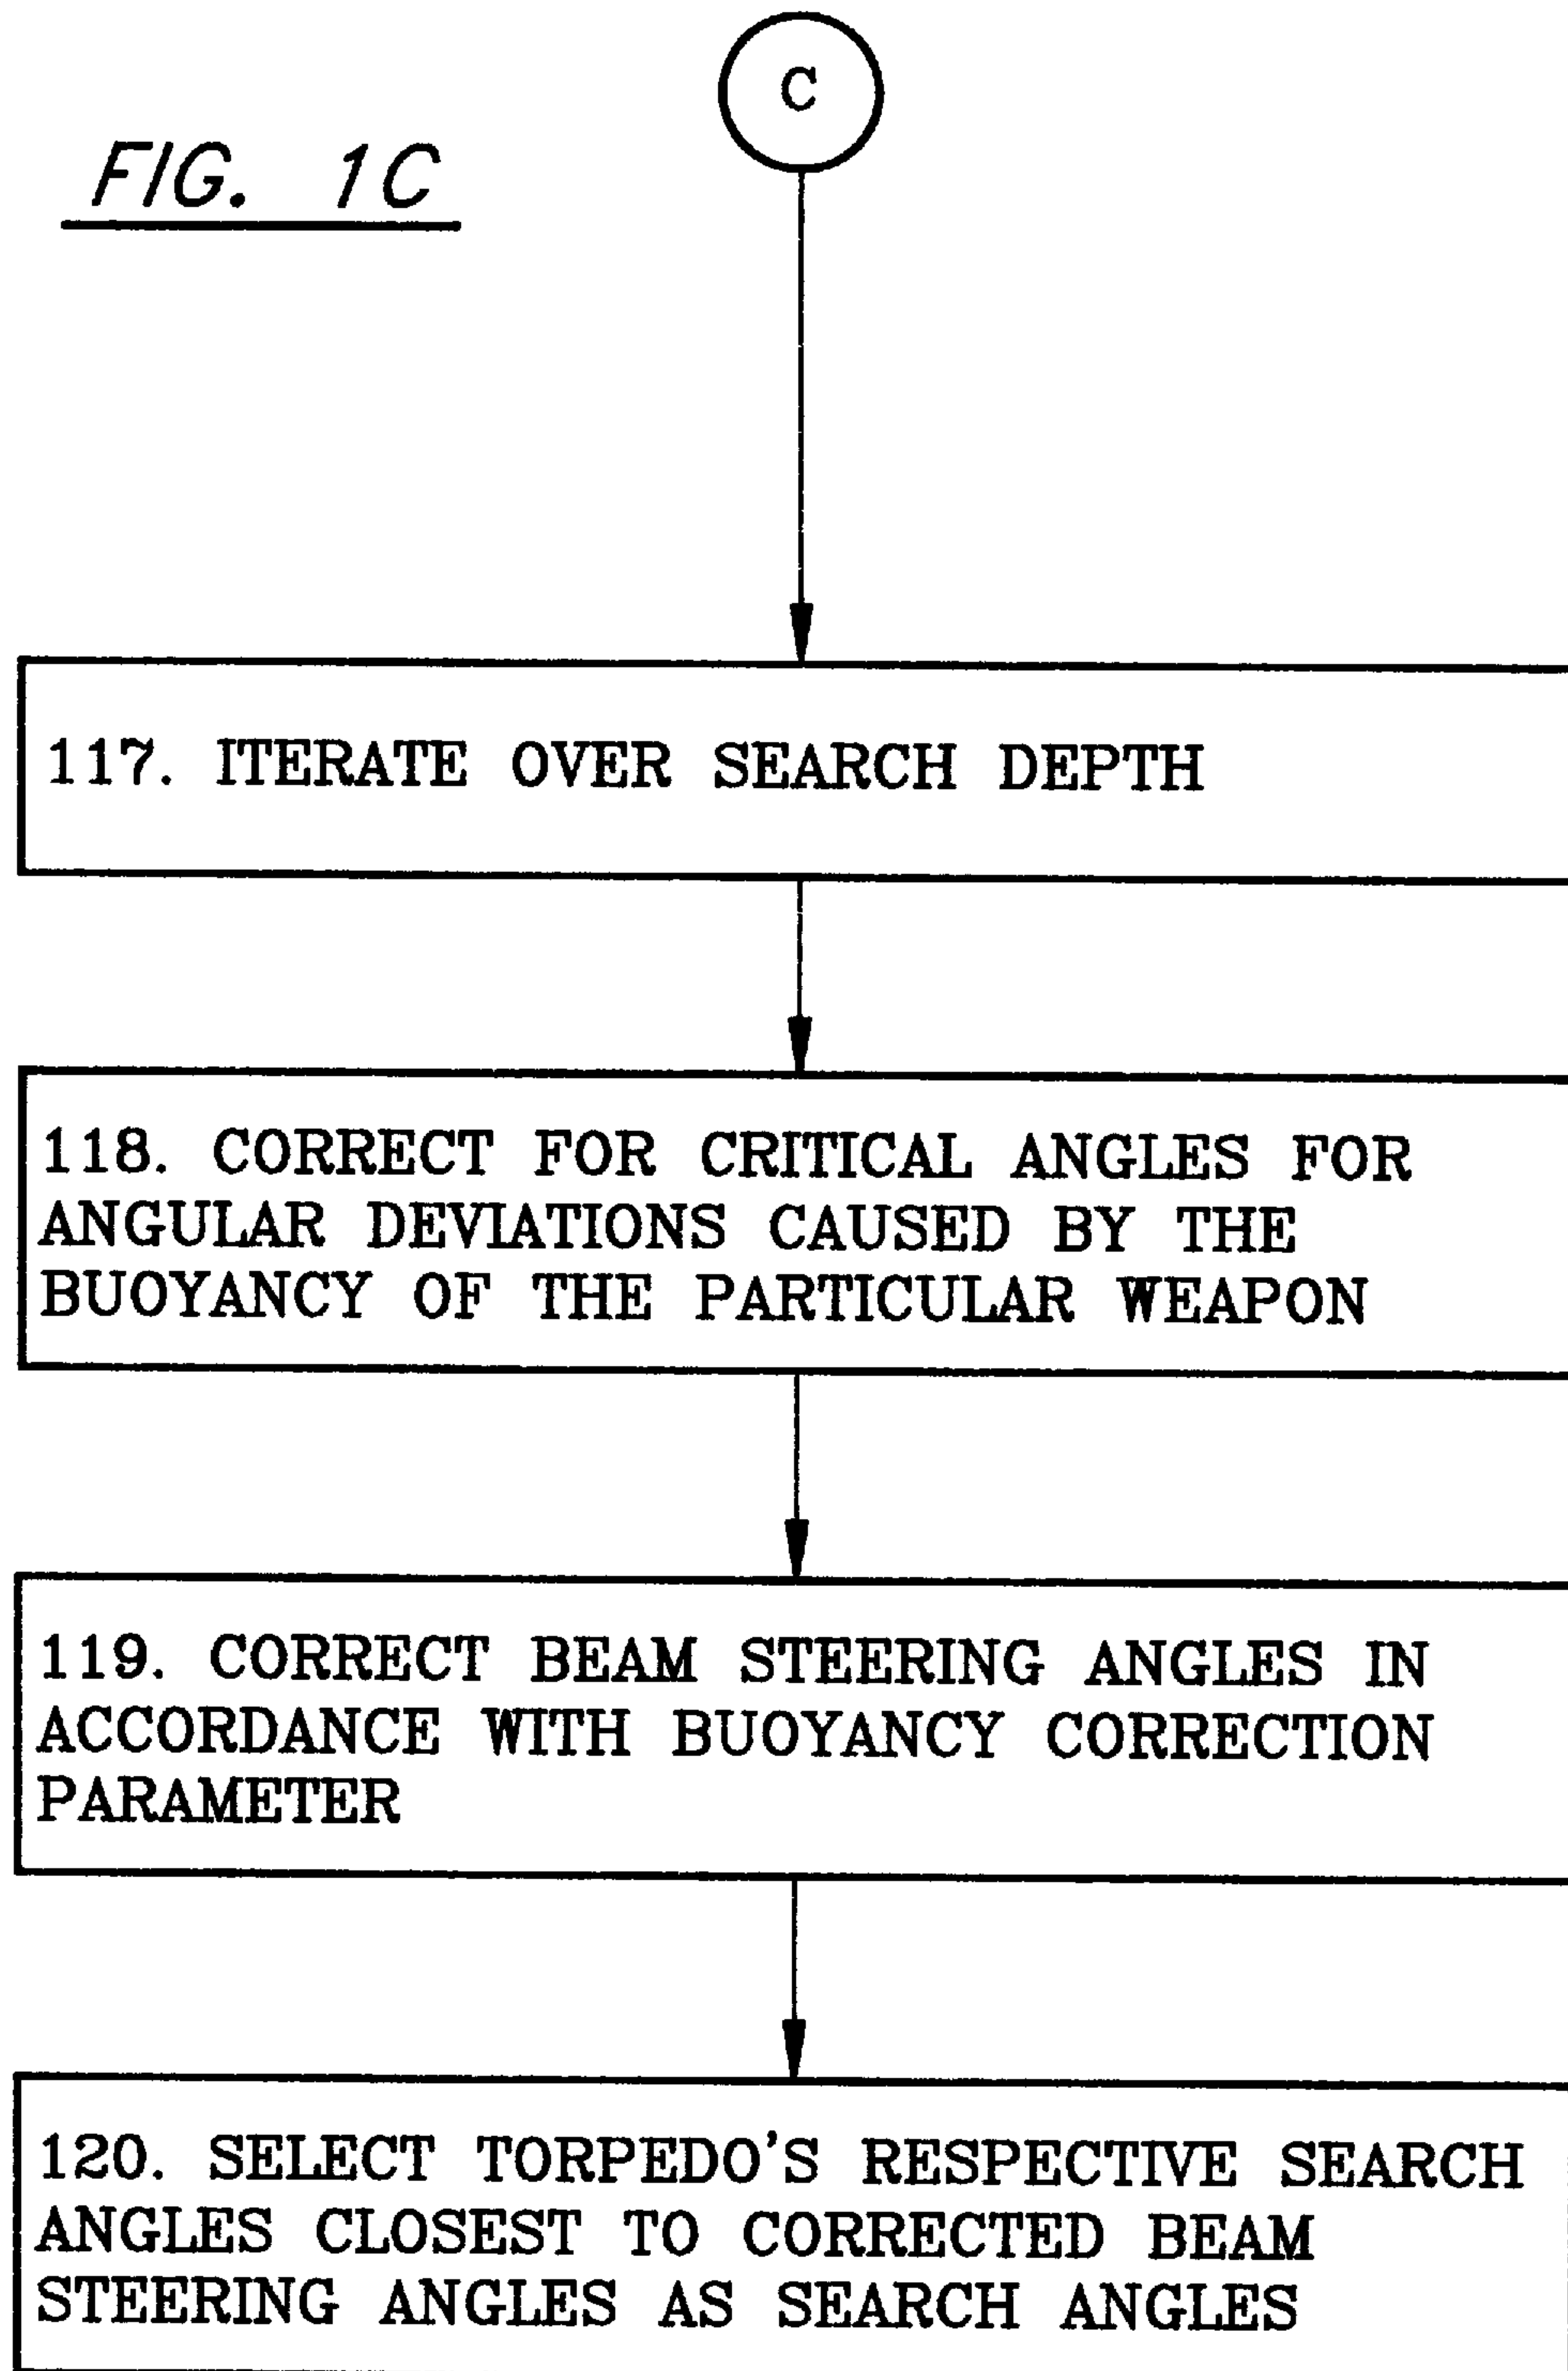 C
FIG. 1C
117. ITERATE OVER SEARCH DEPTH
118. CORRECT FOR CRITICAL ANGLES FOR
ANGULAR DEVIATIONS CAUSED BY THE
BUOYANCY OF THE PARTICULAR WEAPON
119. CORRECT BEAM STEERING ANGLES IN
ACCORDANCE WITH BUOYANCY CORRECTION
PARAMETER
120. SELECT TORPEDO'S RESPECTIVE SEARCH
ANGLES CLOSEST TO CORRECTED BEAM
STEERING ANGLES AS SEARCH ANGLES